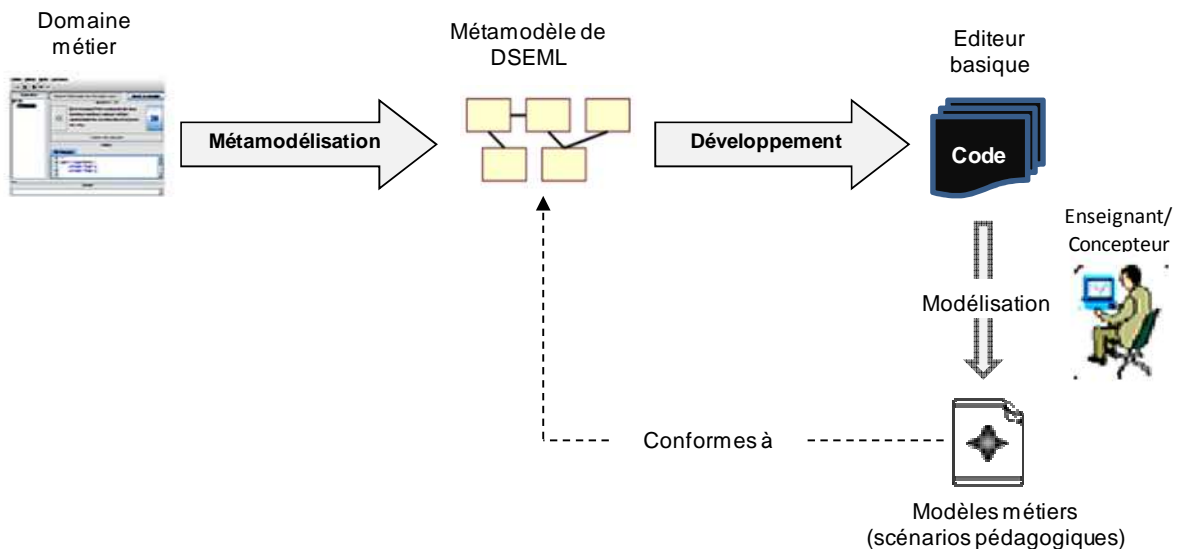 Domaine
métier
Métamodèle de
DSEML
Editeur
basique
Métamodélisation
Développement
Code
Enseignant/
Concepteur
Modélisation
Conformes à
Modèles métiers
(scénarios pédagogiques)